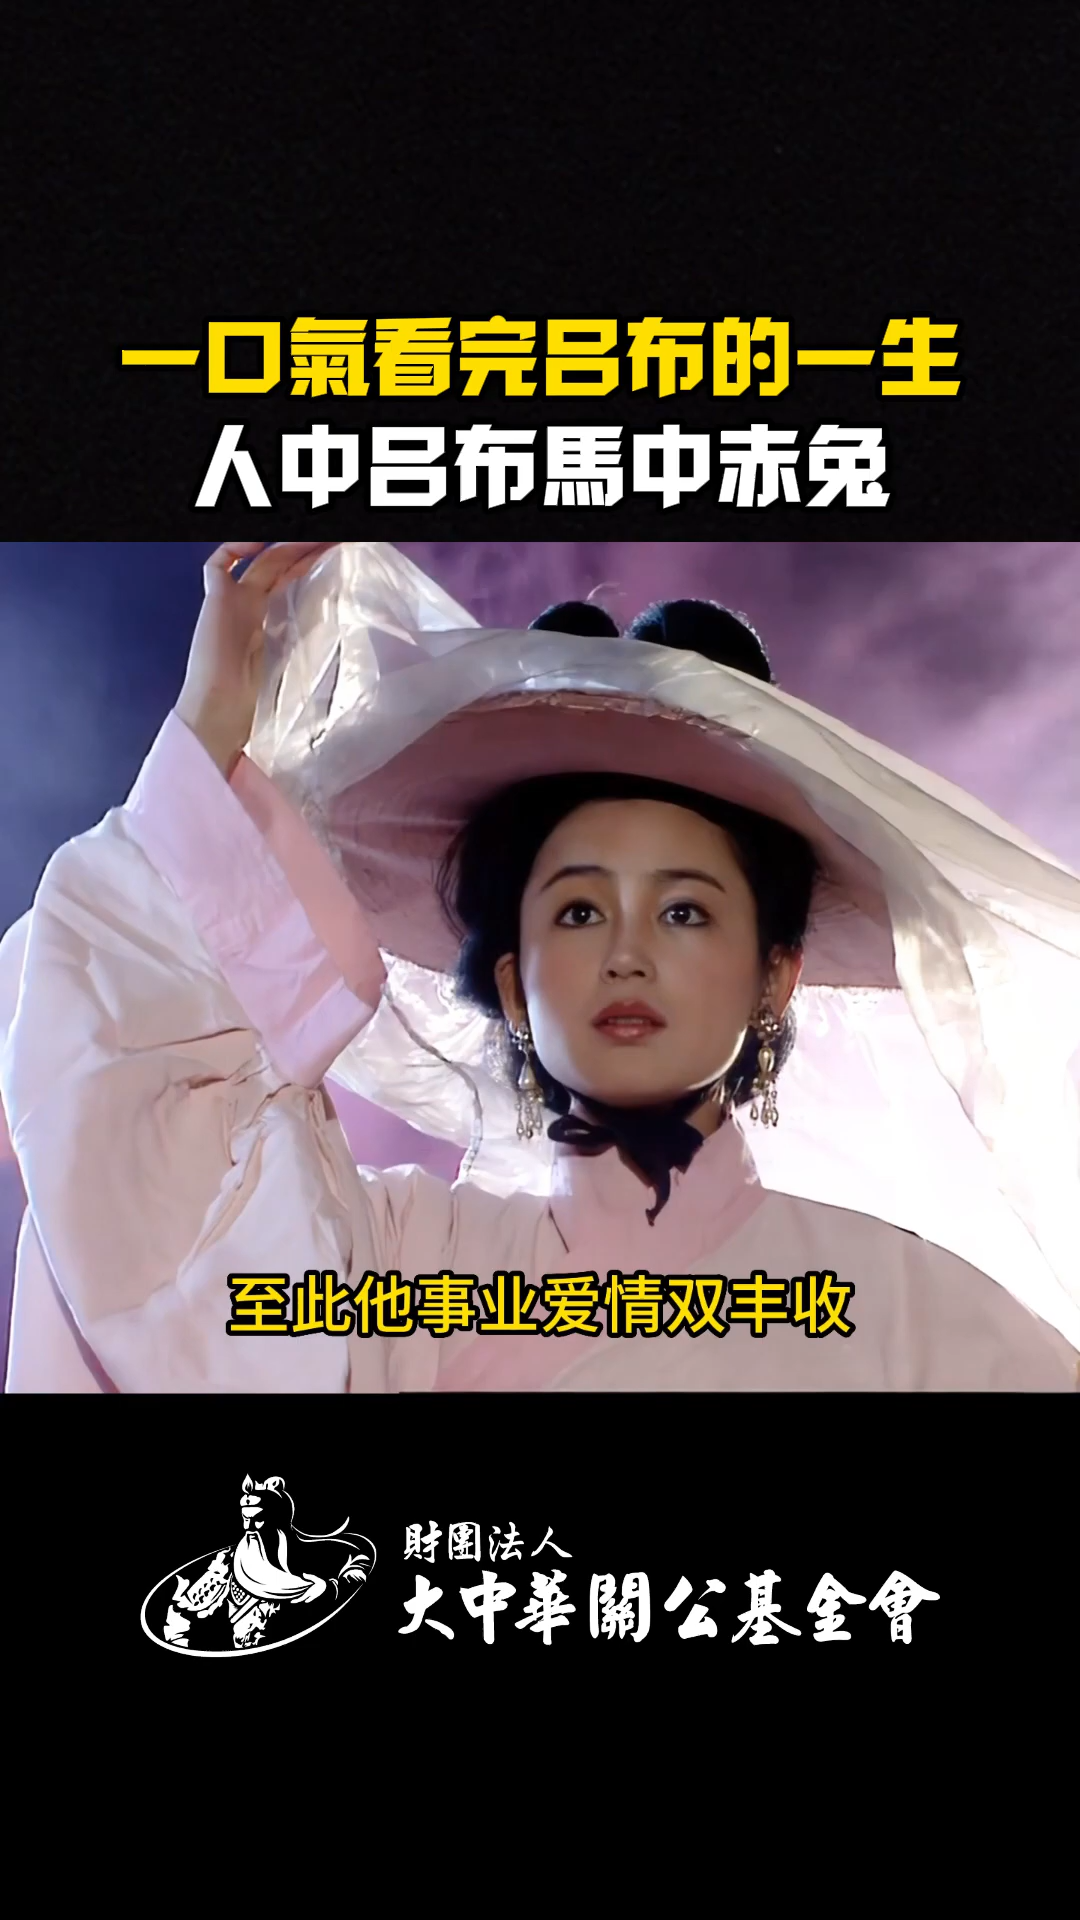 一口氣看完呂布的一生
人中呂布馬中赤兔
至此他事业爱情双丰收
財團法人
大中華關公基金會